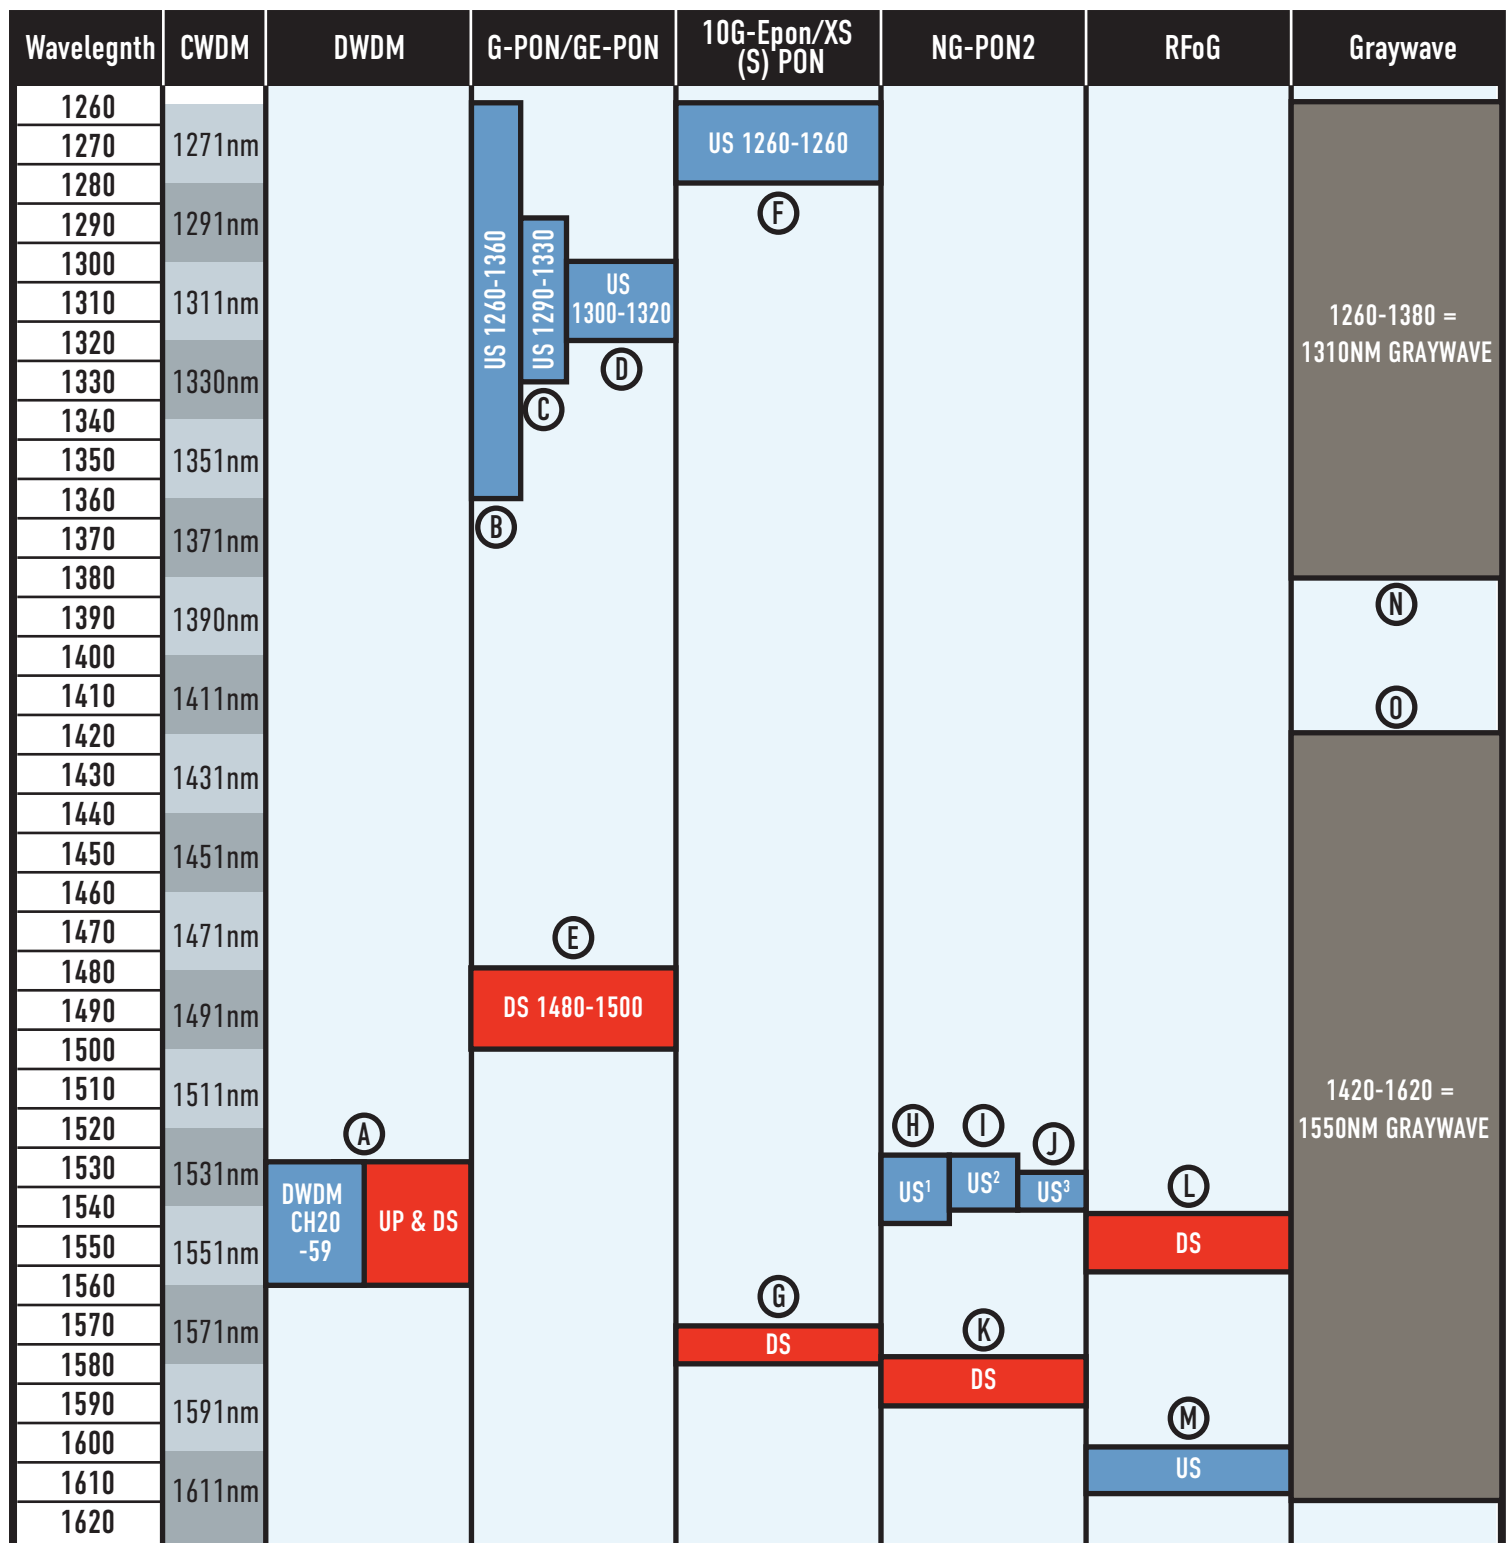 Wavelegnth
CWDM
DWDM
G-PON/GE-PON
10G-Epon/XS
(S) PON
NG-PON2
RFoG
Graywave
1260
1270
1280
1290
1300
1310
1320
1330
1340
1350
1360
1370
1380
1390
1400
1410
1420
1430
1440
1450
1460
1470
1480
1490
1500
1510
1520
1530
1540
1550
1560
1570
1580
1590
1600
1610
1620
1271nm
1291nm
1311nm
1330nm
1351nm
1371nm
1390nm
1411nm
1431nm
1451nm
1471nm
1491nm
1511nm
1531nm
1551nm
1571nm
1591nm
1611nm
A
DWDM
CH20
-59
UP & DS
US 1260-1360
B
US 1290-1330
C
US
1300-1320
D
E
DS 1480-1500
US 1260-1260
F
G
DS
H
US¹
I
US²
J
US³
K
DS
L
DS
M
US
1260-1380 =
1310NM GRAYWAVE
N
O
1420-1620 =
1550NM GRAYWAVE